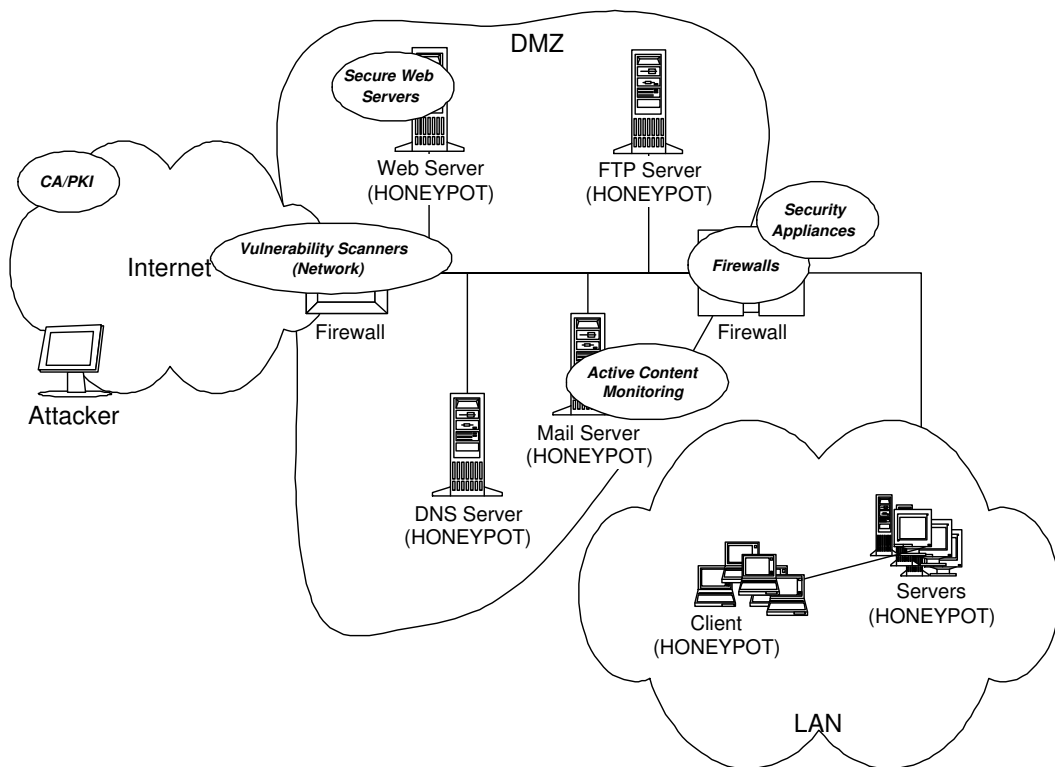 DMZ
Secure Web
Servers
Web Server
(HONEYPOT)
FTP Server
(HONEYPOT)
CA/PKI
Security
Appliances
Internet
Vulnerability Scanners
(Network)
Firewalls
Firewall
Firewall
Attacker
Active Content
Monitoring
Mail Server
(HONEYPOT)
DNS Server
(HONEYPOT)
Servers
(HONEYPOT)
Client
(HONEYPOT)
LAN